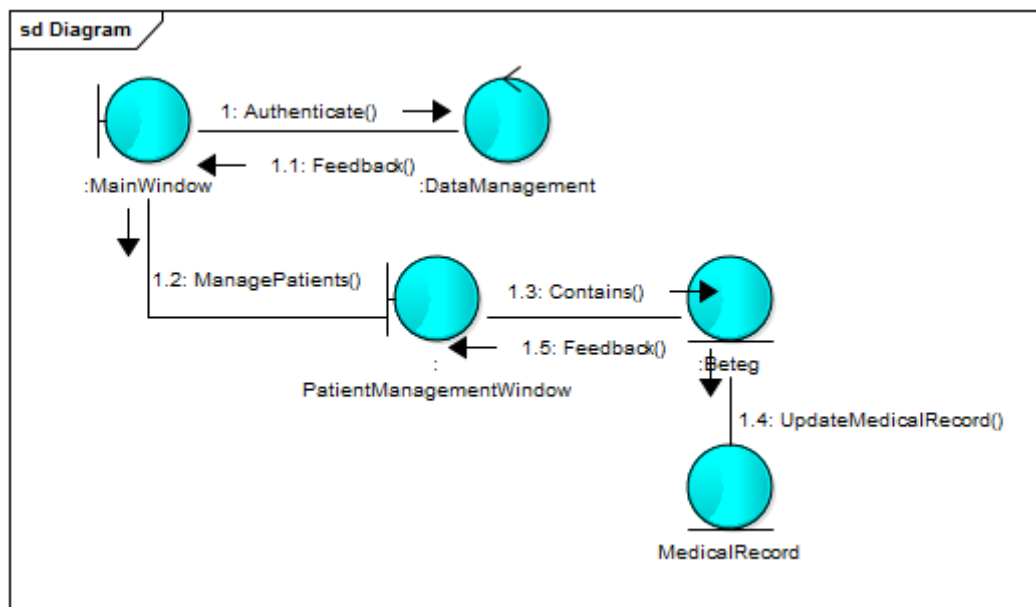 sd Diagram
1: Authenticate()
1.1: Feedback()
:MainWindow
:DataManagement
1.2: ManagePatients()
1.3: Contains()
1.5: Feedback()
:
PatientManagementWindow
:Beteg
1.4: UpdateMedicalRecord()
MedicalRecord